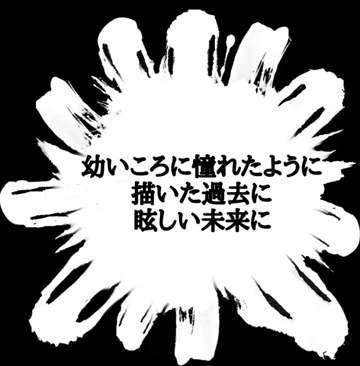 幼いころに憧れたように
描いた過去に
眩しい未来に